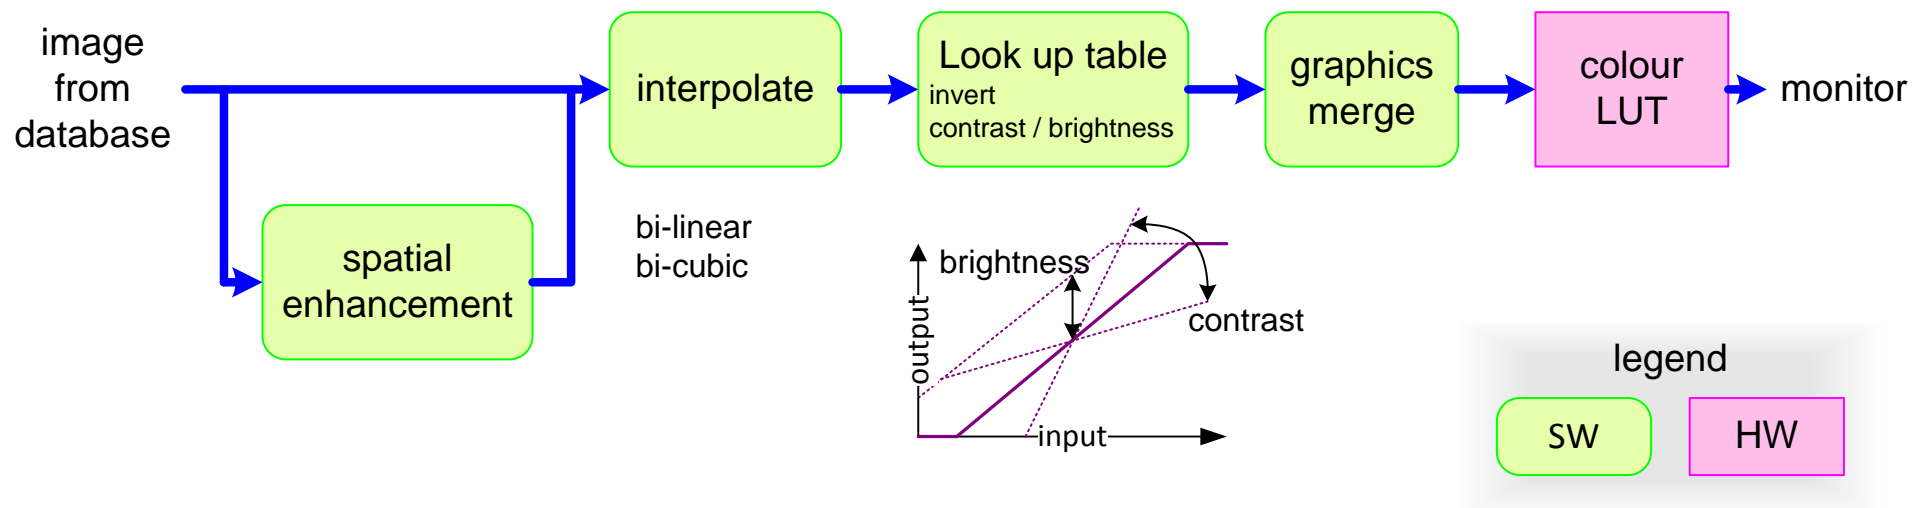 image
from
database
interpolate
Look up table
invert
contrast / brightness
graphics
merge
colour
LUT
monitor
spatial
enhancement
bi-linear
bi-cubic
brightness
output
contrast
input
legend
SW
HW